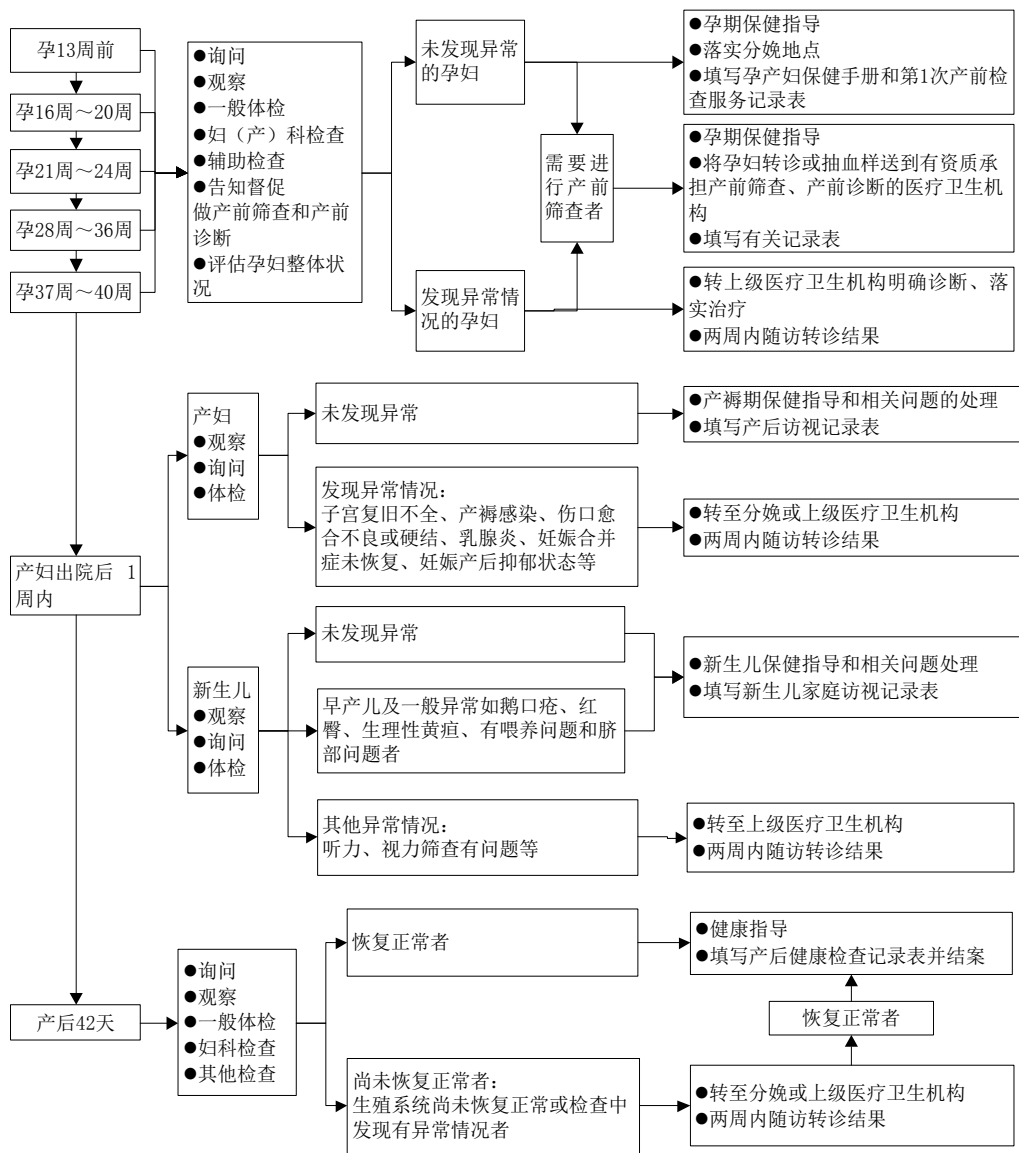 孕13周前
孕16周～20周
孕21周～24周
孕28周～36周
孕37周～40周
●询问
●观察
●一般体检
●妇（产）科检查
●辅助检查
●告知督促
做产前筛查和产前
诊断
●评估孕妇整体状
况
未发现异常
的孕妇
需要进
行产前
筛查者
发现异常情
况的孕妇
●孕期保健指导
●落实分娩地点
●填写孕产妇保健手册和第1次产前检
查服务记录表
●孕期保健指导
●将孕妇转诊或抽血样送到有资质承
担产前筛查、产前诊断的医疗卫生机
构
●填写有关记录表
●转上级医疗卫生机构明确诊断、落
实治疗
●两周内随访转诊结果
产妇出院后 1
周内
产妇
●观察
●询问
●体检
未发现异常
●产褥期保健指导和相关问题的处理
●填写产后访视记录表
发现异常情况：
子宫复旧不全、产褥感染、伤口愈
合不良或硬结、乳腺炎、妊娠合并
症未恢复、妊娠产后抑郁状态等
●转至分娩或上级医疗卫生机构
●两周内随访转诊结果
新生儿
●观察
●询问
●体检
未发现异常
早产儿及一般异常如鹅口疮、红
臀、生理性黄疸、有喂养问题和脐
部问题者
●新生儿保健指导和相关问题处理
●填写新生儿家庭访视记录表
其他异常情况：
听力、视力筛查有问题等
●转至上级医疗卫生机构
●两周内随访转诊结果
产后42天
●询问
●观察
●一般体检
●妇科检查
●其他检查
恢复正常者
●健康指导
●填写产后健康检查记录表并结案
恢复正常者
尚未恢复正常者：
生殖系统尚未恢复正常或检查中
发现有异常情况者
●转至分娩或上级医疗卫生机构
●两周内随访转诊结果